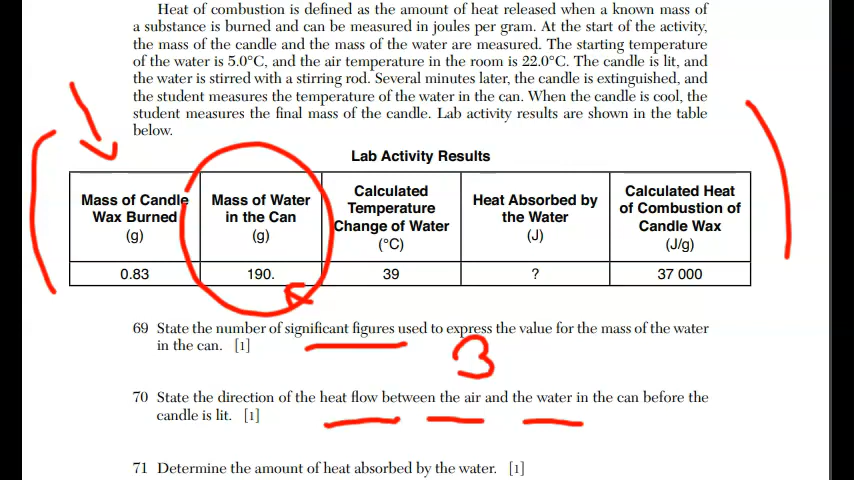 Heat of combustion is defined as the amount of heat released when a known mass of
a substance is burned and can be measured in joules per gram. At the start of the activity,
the mass of the candle and the mass of the water are measured. The starting temperature
of the water is 5.0°C, and the air temperature in the room is 22.0°C. The candle is lit, and
the water is stirred with a stirring rod. Several minutes later, the candle is extinguished, and
the student measures the temperature of the water in the can. When the candle is cool, the
student measures the final mass of the candle. Lab activity results are shown in the table
below.
Lab Activity Results
Mass of Candle
Wax Burned
(g)
Mass of Water
in the Can
(g)
Calculated
Temperature
Change of Water
(°C)
Heat Absorbed by
the Water
(J)
Calculated Heat
of Combustion of
Candle Wax
(J/g)
0.83
190.
39
?
37 000
69 State the number of significant figures used to express the value for the mass of the water
in the can. [1]
3
70 State the direction of the heat flow between the air and the water in the can before the
candle is lit. [1]
71 Determine the amount of heat absorbed by the water. [1]